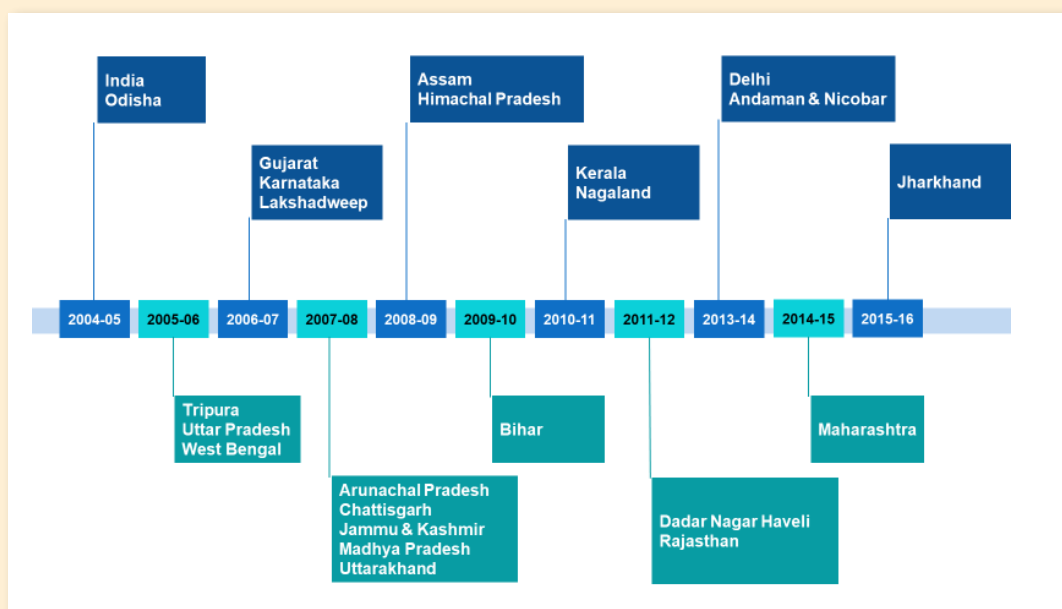 India
Odisha
Assam
Himachal Pradesh
Delhi
Andaman & Nicobar
Gujarat
Karnataka
Lakshadweep
Kerala
Nagaland
Jharkhand
2004-05
2005-06
2006-07
2007-08
2008-09
2009-10
2010-11
2011-12
2013-14
2014-15
2015-16
Tripura
Uttar Pradesh
West Bengal
Bihar
Maharashtra
Arunachal Pradesh
Chattisgarh
Jammu & Kashmir
Madhya Pradesh
Uttarakhand
Dadar Nagar Haveli
Rajasthan